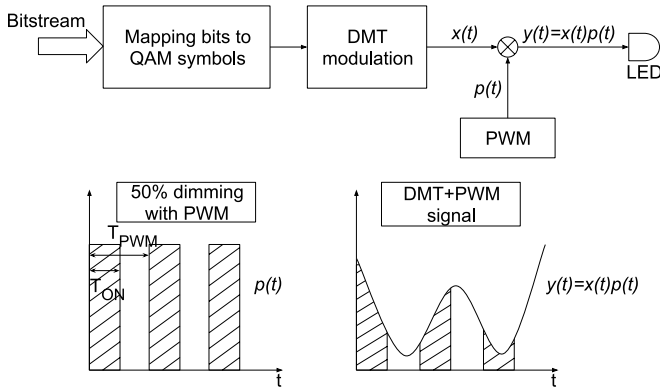 Bitstream
Mapping bits to
QAM symbols
DMT
modulation
x(t)
y(t)=x(t)p(t)
LED
p(t)
PWM
50% dimming
with PWM
DMT+PWM
signal
T_PWM
T_ON
p(t)
y(t)=x(t)p(t)
t
t